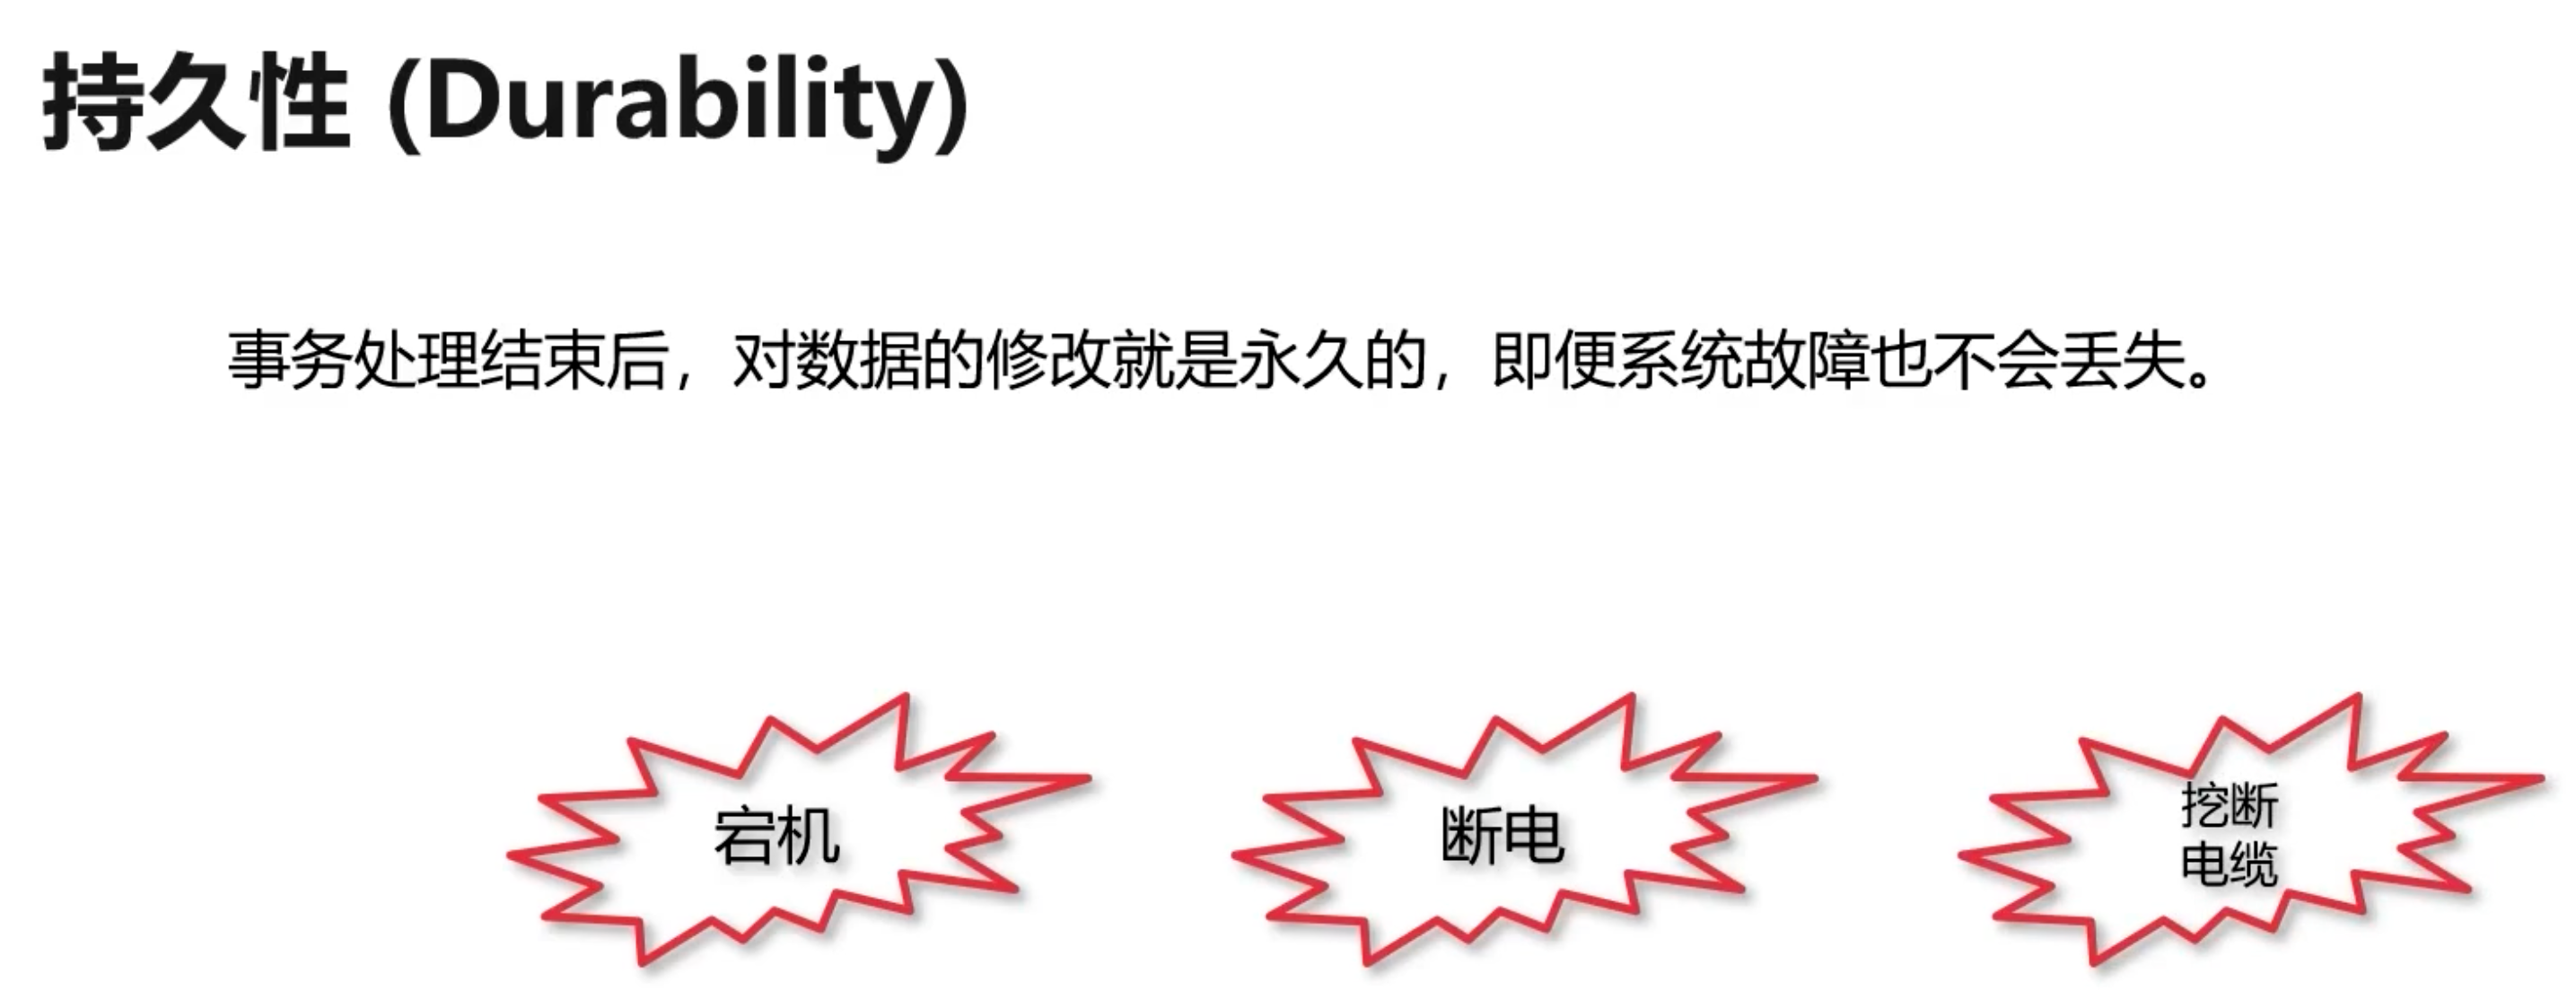 持久性 (Durability)
事务处理结束后，对数据的修改就是永久的，即便系统故障也不会丢失。
宕机
断电
挖断
电缆